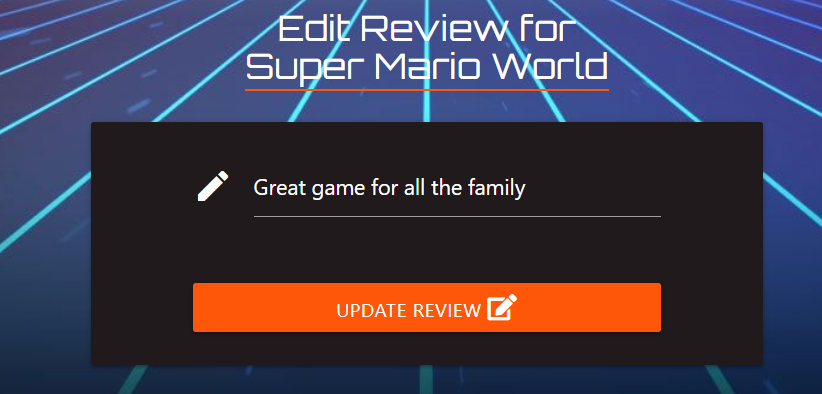 Edit Review for
Super Mario World
Great game for all the family
UPDATE REVIEW